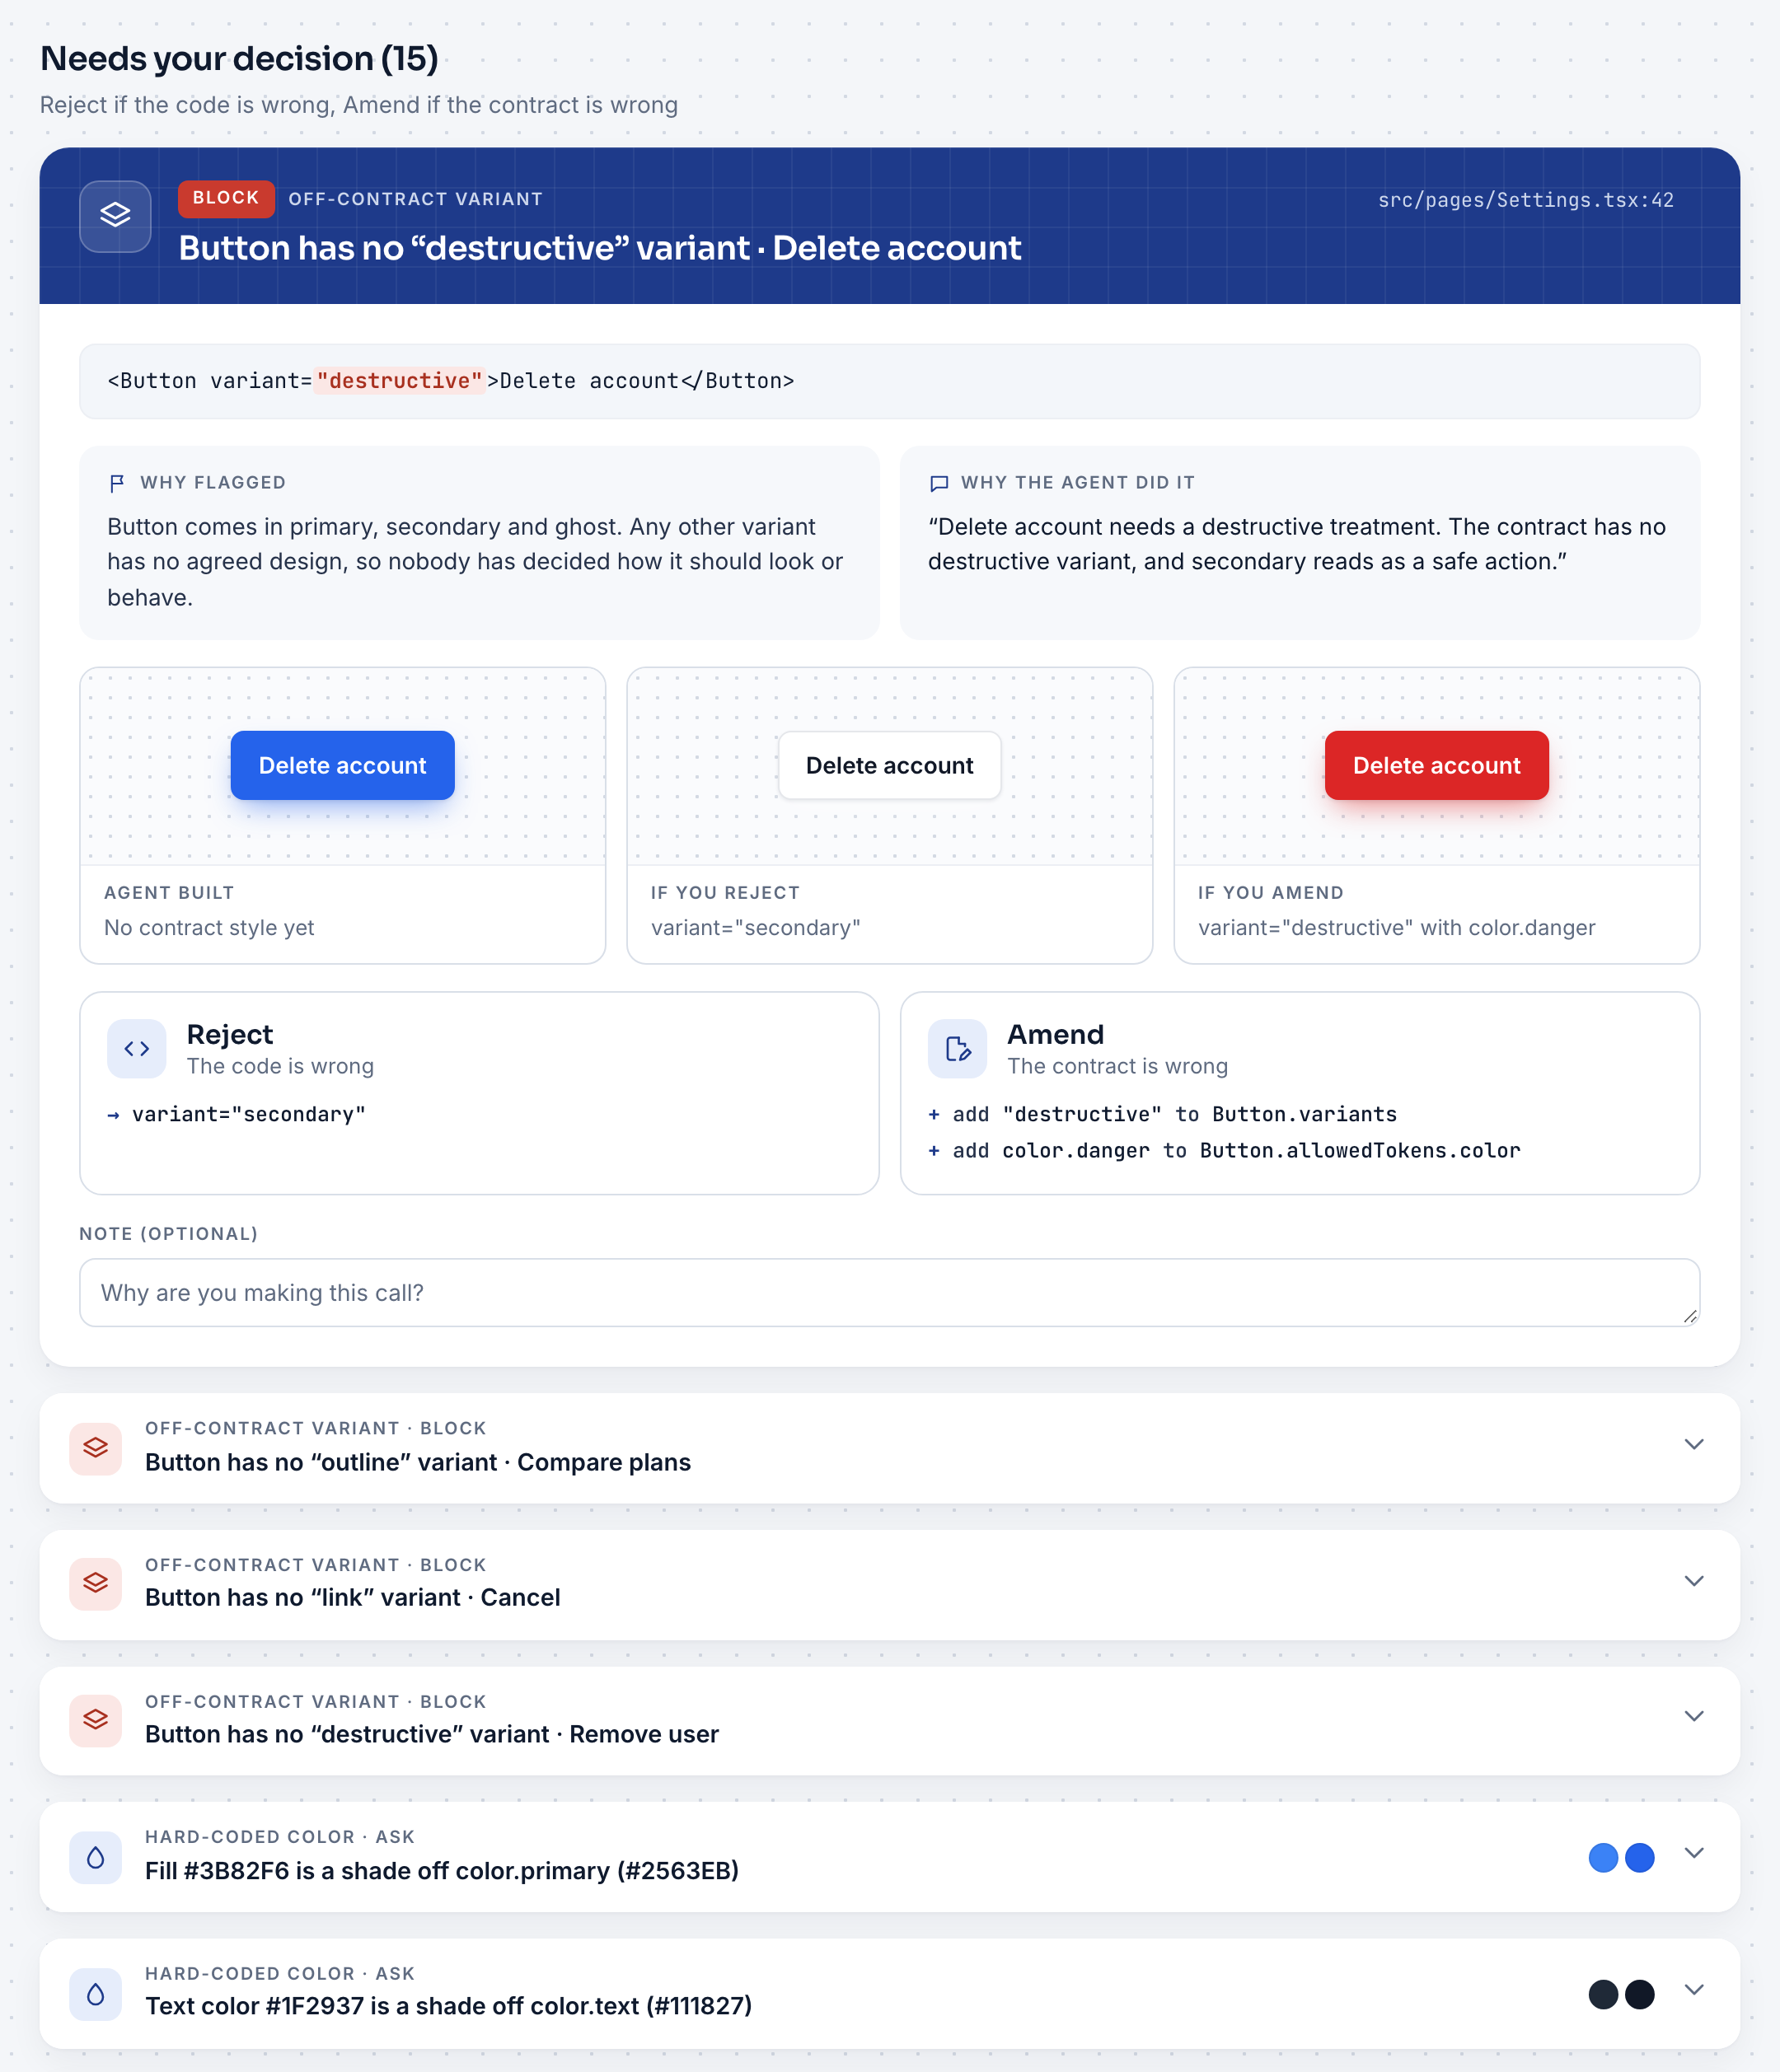 Needs your decision (15)
Reject if the code is wrong, Amend if the contract is wrong
BLOCK OFF-CONTRACT VARIANT
src/pages/Settings.tsx:42
Button has no “destructive” variant · Delete account
<Button variant="destructive">Delete account</Button>
WHY FLAGGED
Button comes in primary, secondary and ghost. Any other variant
has no agreed design, so nobody has decided how it should look or
behave.
WHY THE AGENT DID IT
“Delete account needs a destructive treatment. The contract has no
destructive variant, and secondary reads as a safe action.”
Delete account
AGENT BUILT
No contract style yet
Delete account
IF YOU REJECT
variant="secondary"
Delete account
IF YOU AMEND
variant="destructive" with color.danger
Reject
The code is wrong
→ variant="secondary"
Amend
The contract is wrong
+ add "destructive" to Button.variants
+ add color.danger to Button.allowedTokens.color
NOTE (OPTIONAL)
Why are you making this call?
OFF-CONTRACT VARIANT · BLOCK
Button has no “outline” variant · Compare plans
OFF-CONTRACT VARIANT · BLOCK
Button has no “link” variant · Cancel
OFF-CONTRACT VARIANT · BLOCK
Button has no “destructive” variant · Remove user
HARD-CODED COLOR · ASK
Fill #3B82F6 is a shade off color.primary (#2563EB)
HARD-CODED COLOR · ASK
Text color #1F2937 is a shade off color.text (#111827)